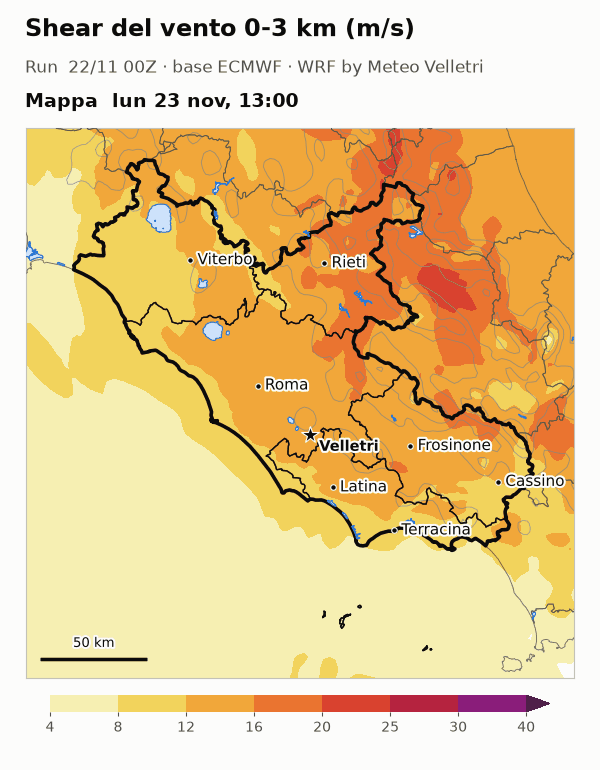 Shear del vento 0-3 km (m/s)
Run  22/11 00Z · base ECMWF · WRF by Meteo Velletri
Mappa  lun 23 nov, 13:00
Viterbo
Rieti
Roma
Velletri
Frosinone
Cassino
Latina
Terracina
50 km
4 8 12 16 20 25 30 40